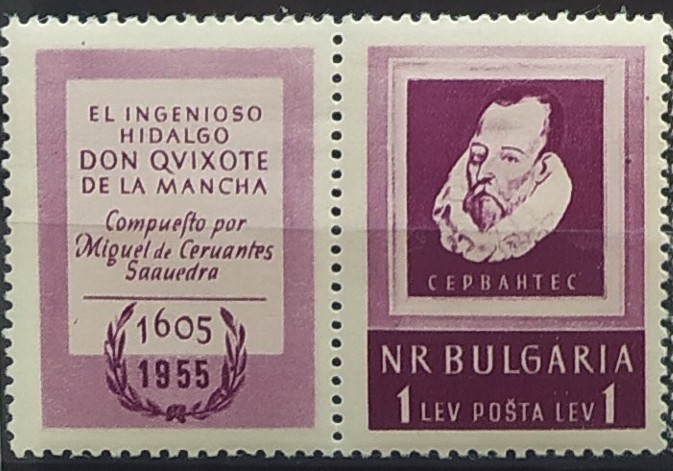 EL INGENIOSO
HIDALGO
DON QVIXOTE
DE LA MANCHA
Compueſto por
Miguel de Ceruantes
Saauedra
1605
1955
СЕРВАНТЕС
NR BULGARIA
1 LEV POŠTA LEV 1